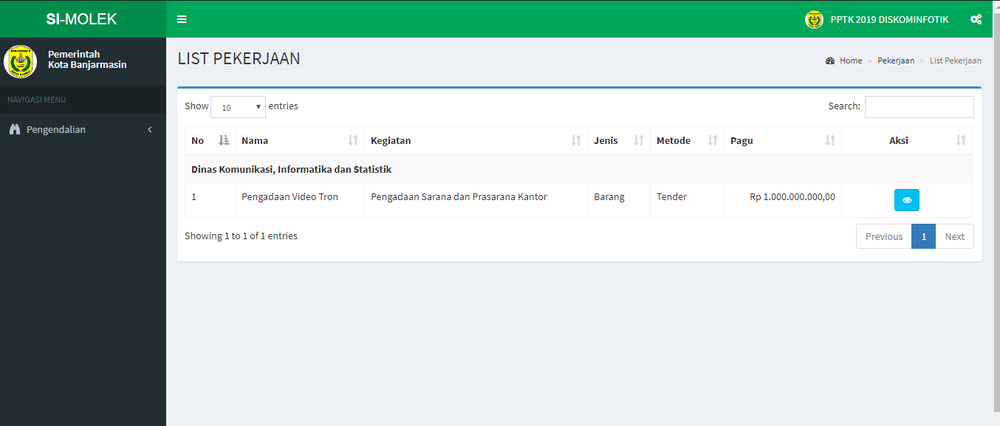 SI-MOLEK
PPTK 2019 DISKOMINFOTIK
Pemerintah
Kota Banjarmasin
NAVIGASI MENU
Pengendalian
LIST PEKERJAAN
Home > Pekerjaan > List Pekerjaan
Show 10 entries
Search:
No Nama Kegiatan Jenis Metode Pagu Aksi
Dinas Komunikasi, Informatika dan Statistik
1 Pengadaan Video Tron Pengadaan Sarana dan Prasarana Kantor Barang Tender Rp 1.000.000.000,00
Showing 1 to 1 of 1 entries
Previous 1 Next